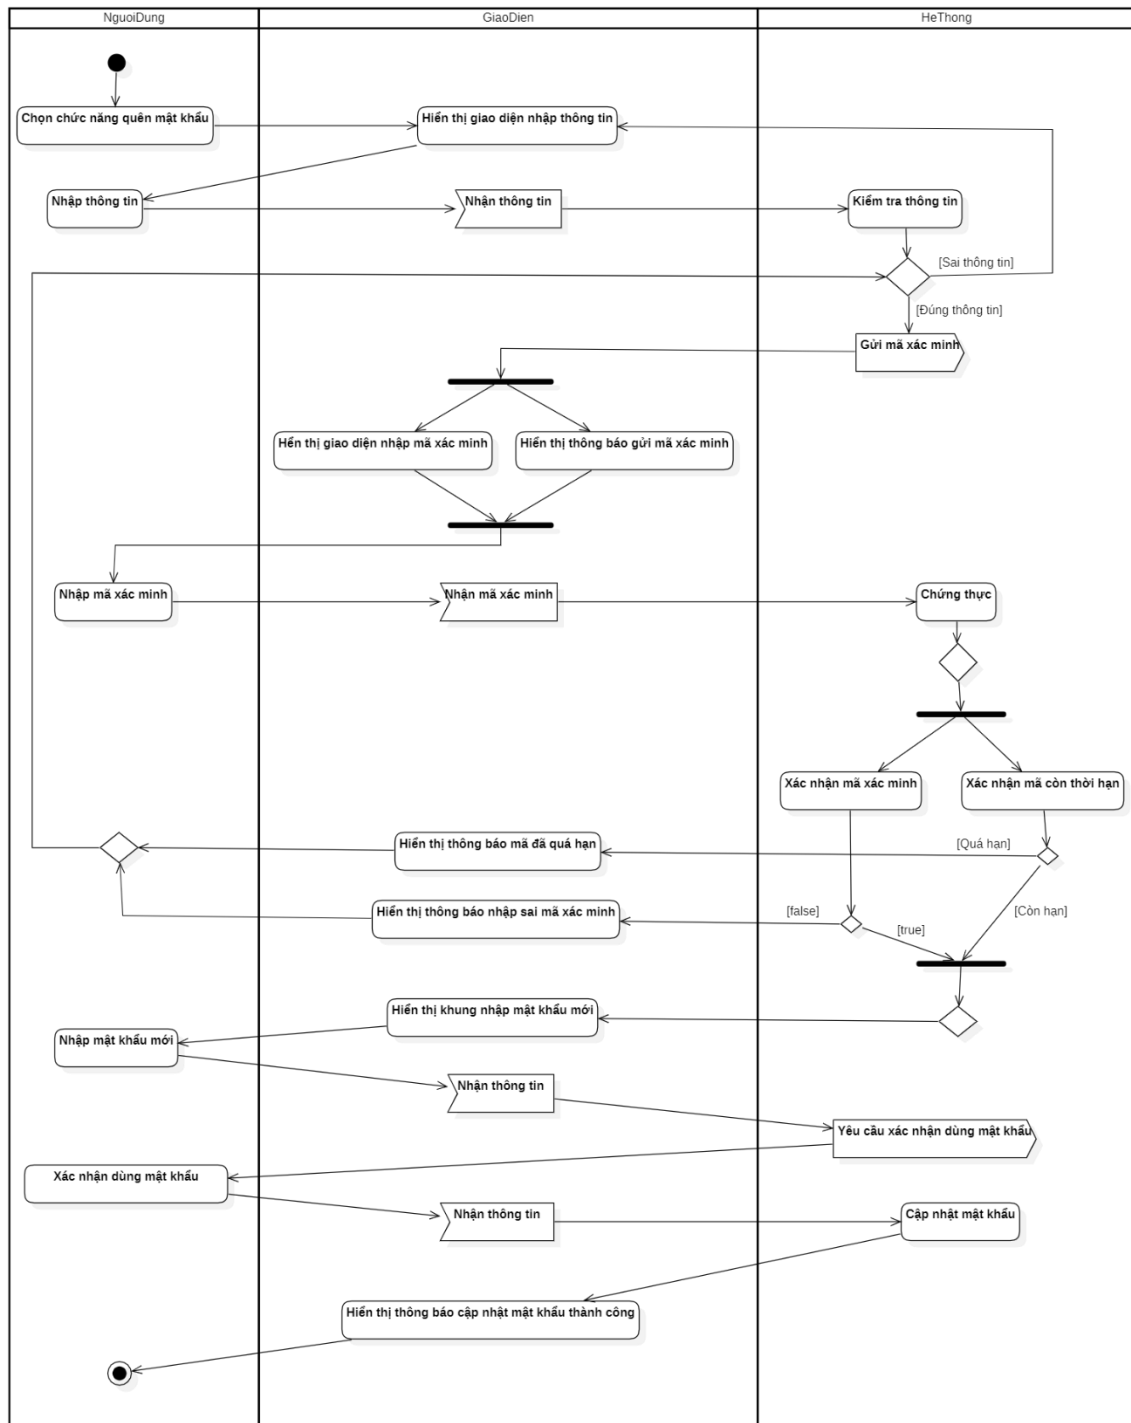 NguoiDung
GiaoDien
HeThong
Chọn chức năng quên mật khẩu
Hiển thị giao diện nhập thông tin
Nhập thông tin
Nhận thông tin
Kiểm tra thông tin
[Sai thông tin]
[Đúng thông tin]
Gửi mã xác minh
Hển thị giao diện nhập mã xác minh
Hiển thị thông báo gửi mã xác minh
Nhập mã xác minh
Nhận mã xác minh
Chứng thực
Xác nhận mã xác minh
Xác nhận mã còn thời hạn
Hiển thị thông báo mã đã quá hạn
[Quá hạn]
Hiển thị thông báo nhập sai mã xác minh
[false]
[true]
[Còn hạn]
Hiển thị khung nhập mật khẩu mới
Nhập mật khẩu mới
Nhận thông tin
Yêu cầu xác nhận dùng mật khẩu
Xác nhận dùng mật khẩu
Nhận thông tin
Cập nhật mật khẩu
Hiển thị thông báo cập nhật mật khẩu thành công